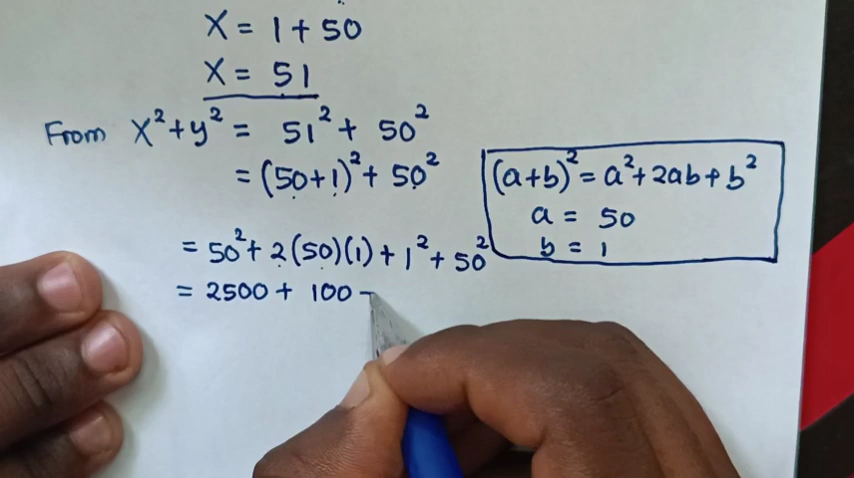 x = 1 + 50
x = 51
From x² + y² = 51² + 50²
= (50+1)² + 50²
(a+b)² = a² + 2ab + b²
a = 50
b = 1
= 50² + 2(50)(1) + 1² + 50²
= 2500 + 100 -